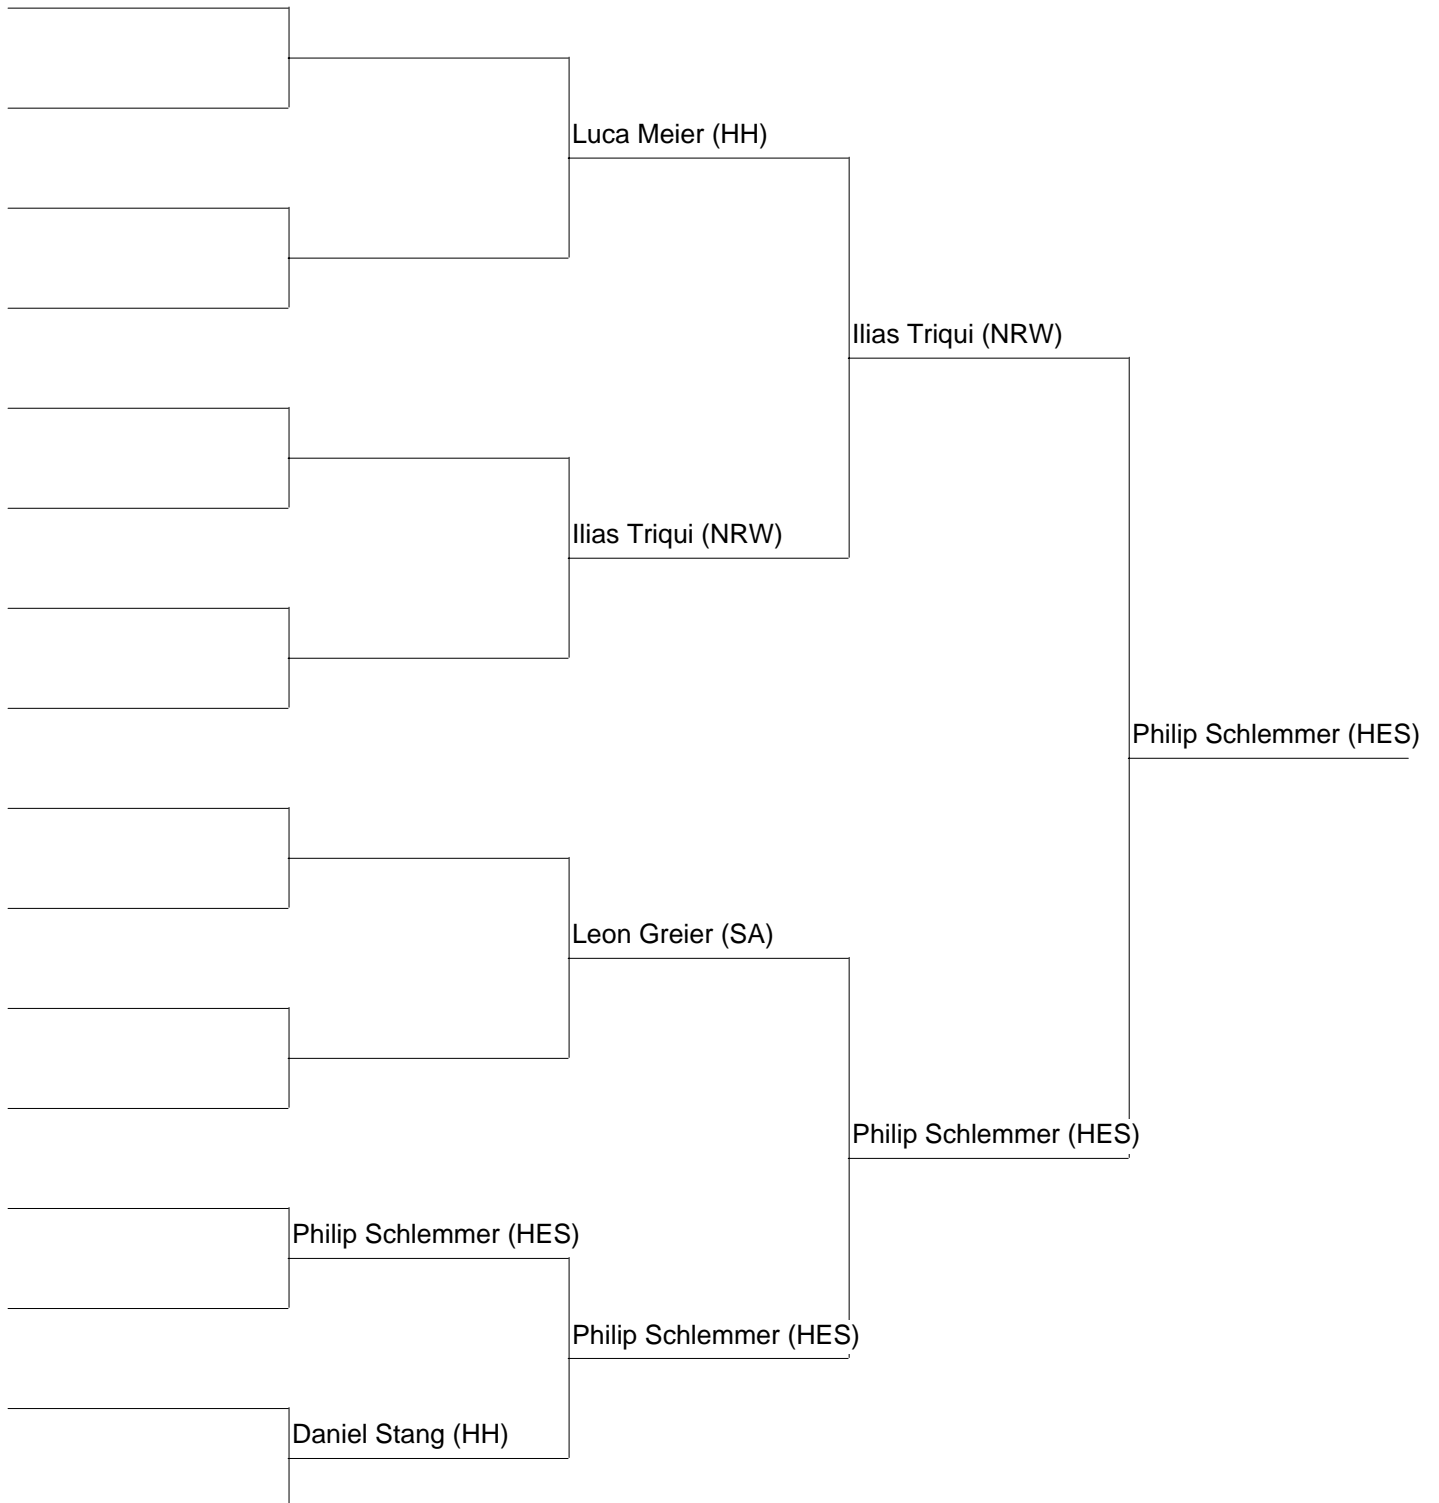 Luca Meier (HH)
Ilias Triqui (NRW)
Ilias Triqui (NRW)
Philip Schlemmer (HES)
Leon Greier (SA)
Philip Schlemmer (HES)
Philip Schlemmer (HES)
Philip Schlemmer (HES)
Daniel Stang (HH)